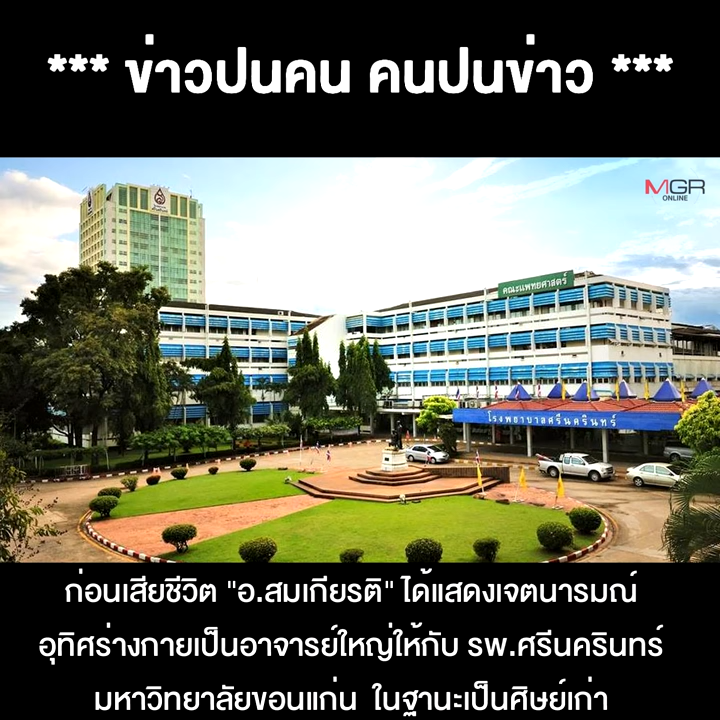 *** ข่าวปนคน คนปนข่าว ***
MGR
ONLINE
คณะแพทยศาสตร์
โรงพยาบาลศรีนครินทร์
ก่อนเสียชีวิต "อ.สมเกียรติ" ได้แสดงเจตนารมณ์
อุทิศร่างกายเป็นอาจารย์ใหญ่ให้กับ รพ.ศรีนครินทร์
มหาวิทยาลัยขอนแก่น ในฐานะเป็นศิษย์เก่า